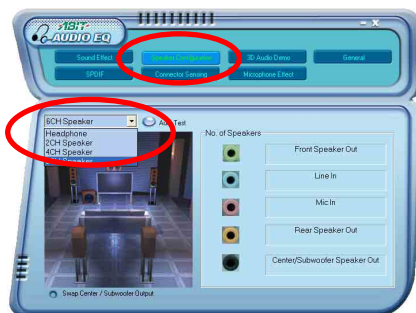 ABIT
AUDIO EQ
Sound Effect
Speaker Configuration
3D Audio Demo
General
SPDIF
Connector Sensing
Microphone Effect
6CH Speaker
Auto Test
Headphone
2CH Speaker
4CH Speaker
No. of Speakers
Front Speaker Out
Line In
Mic In
Rear Speaker Out
Center/Subwoofer Speaker Out
Swap Center / Subwoofer Output